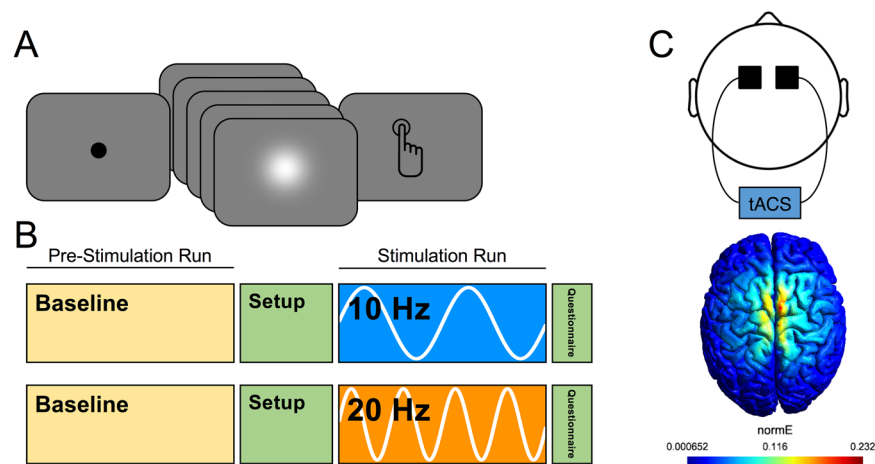 A
B
Pre-Stimulation Run
Stimulation Run
Baseline
Setup
10 Hz
Questionnaire
Baseline
Setup
20 Hz
Questionnaire
C
tACS
normE
0.000652 0.116 0.232